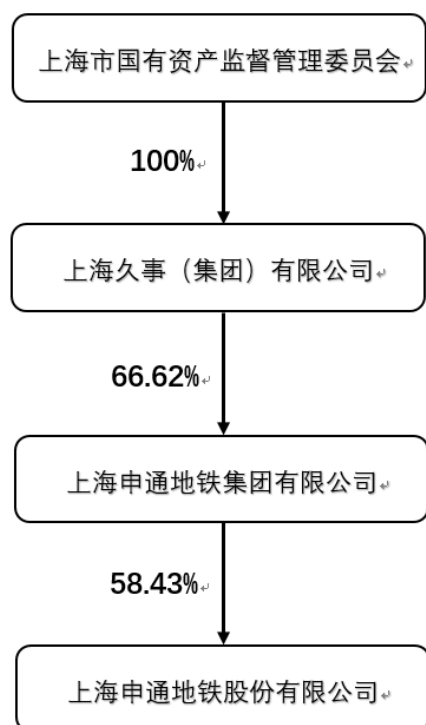 上海市国有资产监督管理委员会
100%
上海久事（集团）有限公司
66.62%
上海申通地铁集团有限公司
58.43%
上海申通地铁股份有限公司